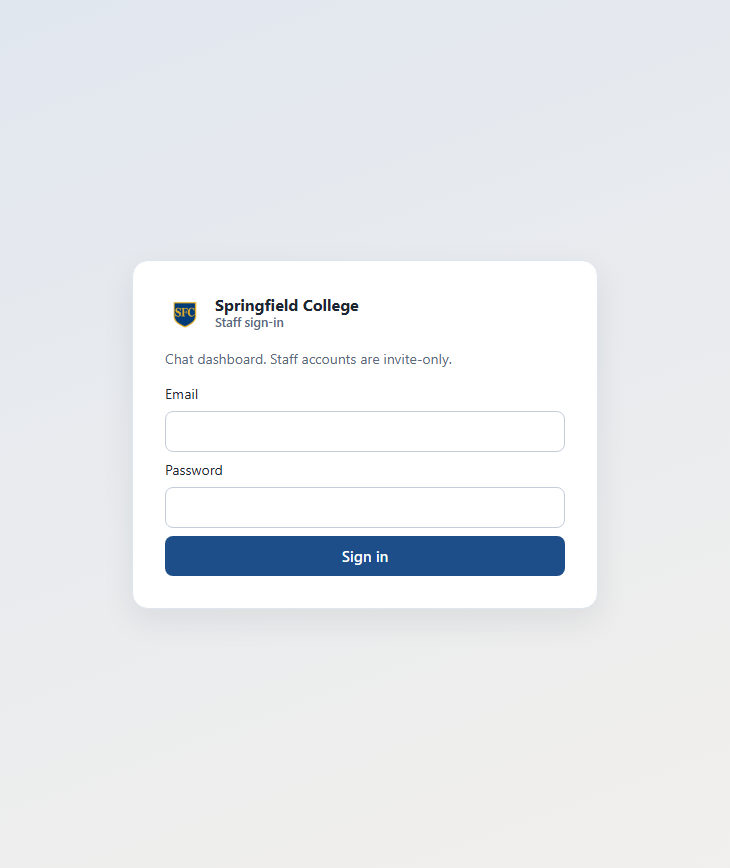 SFC
Springfield College
Staff sign-in
Chat dashboard. Staff accounts are invite-only.
Email
Password
Sign in